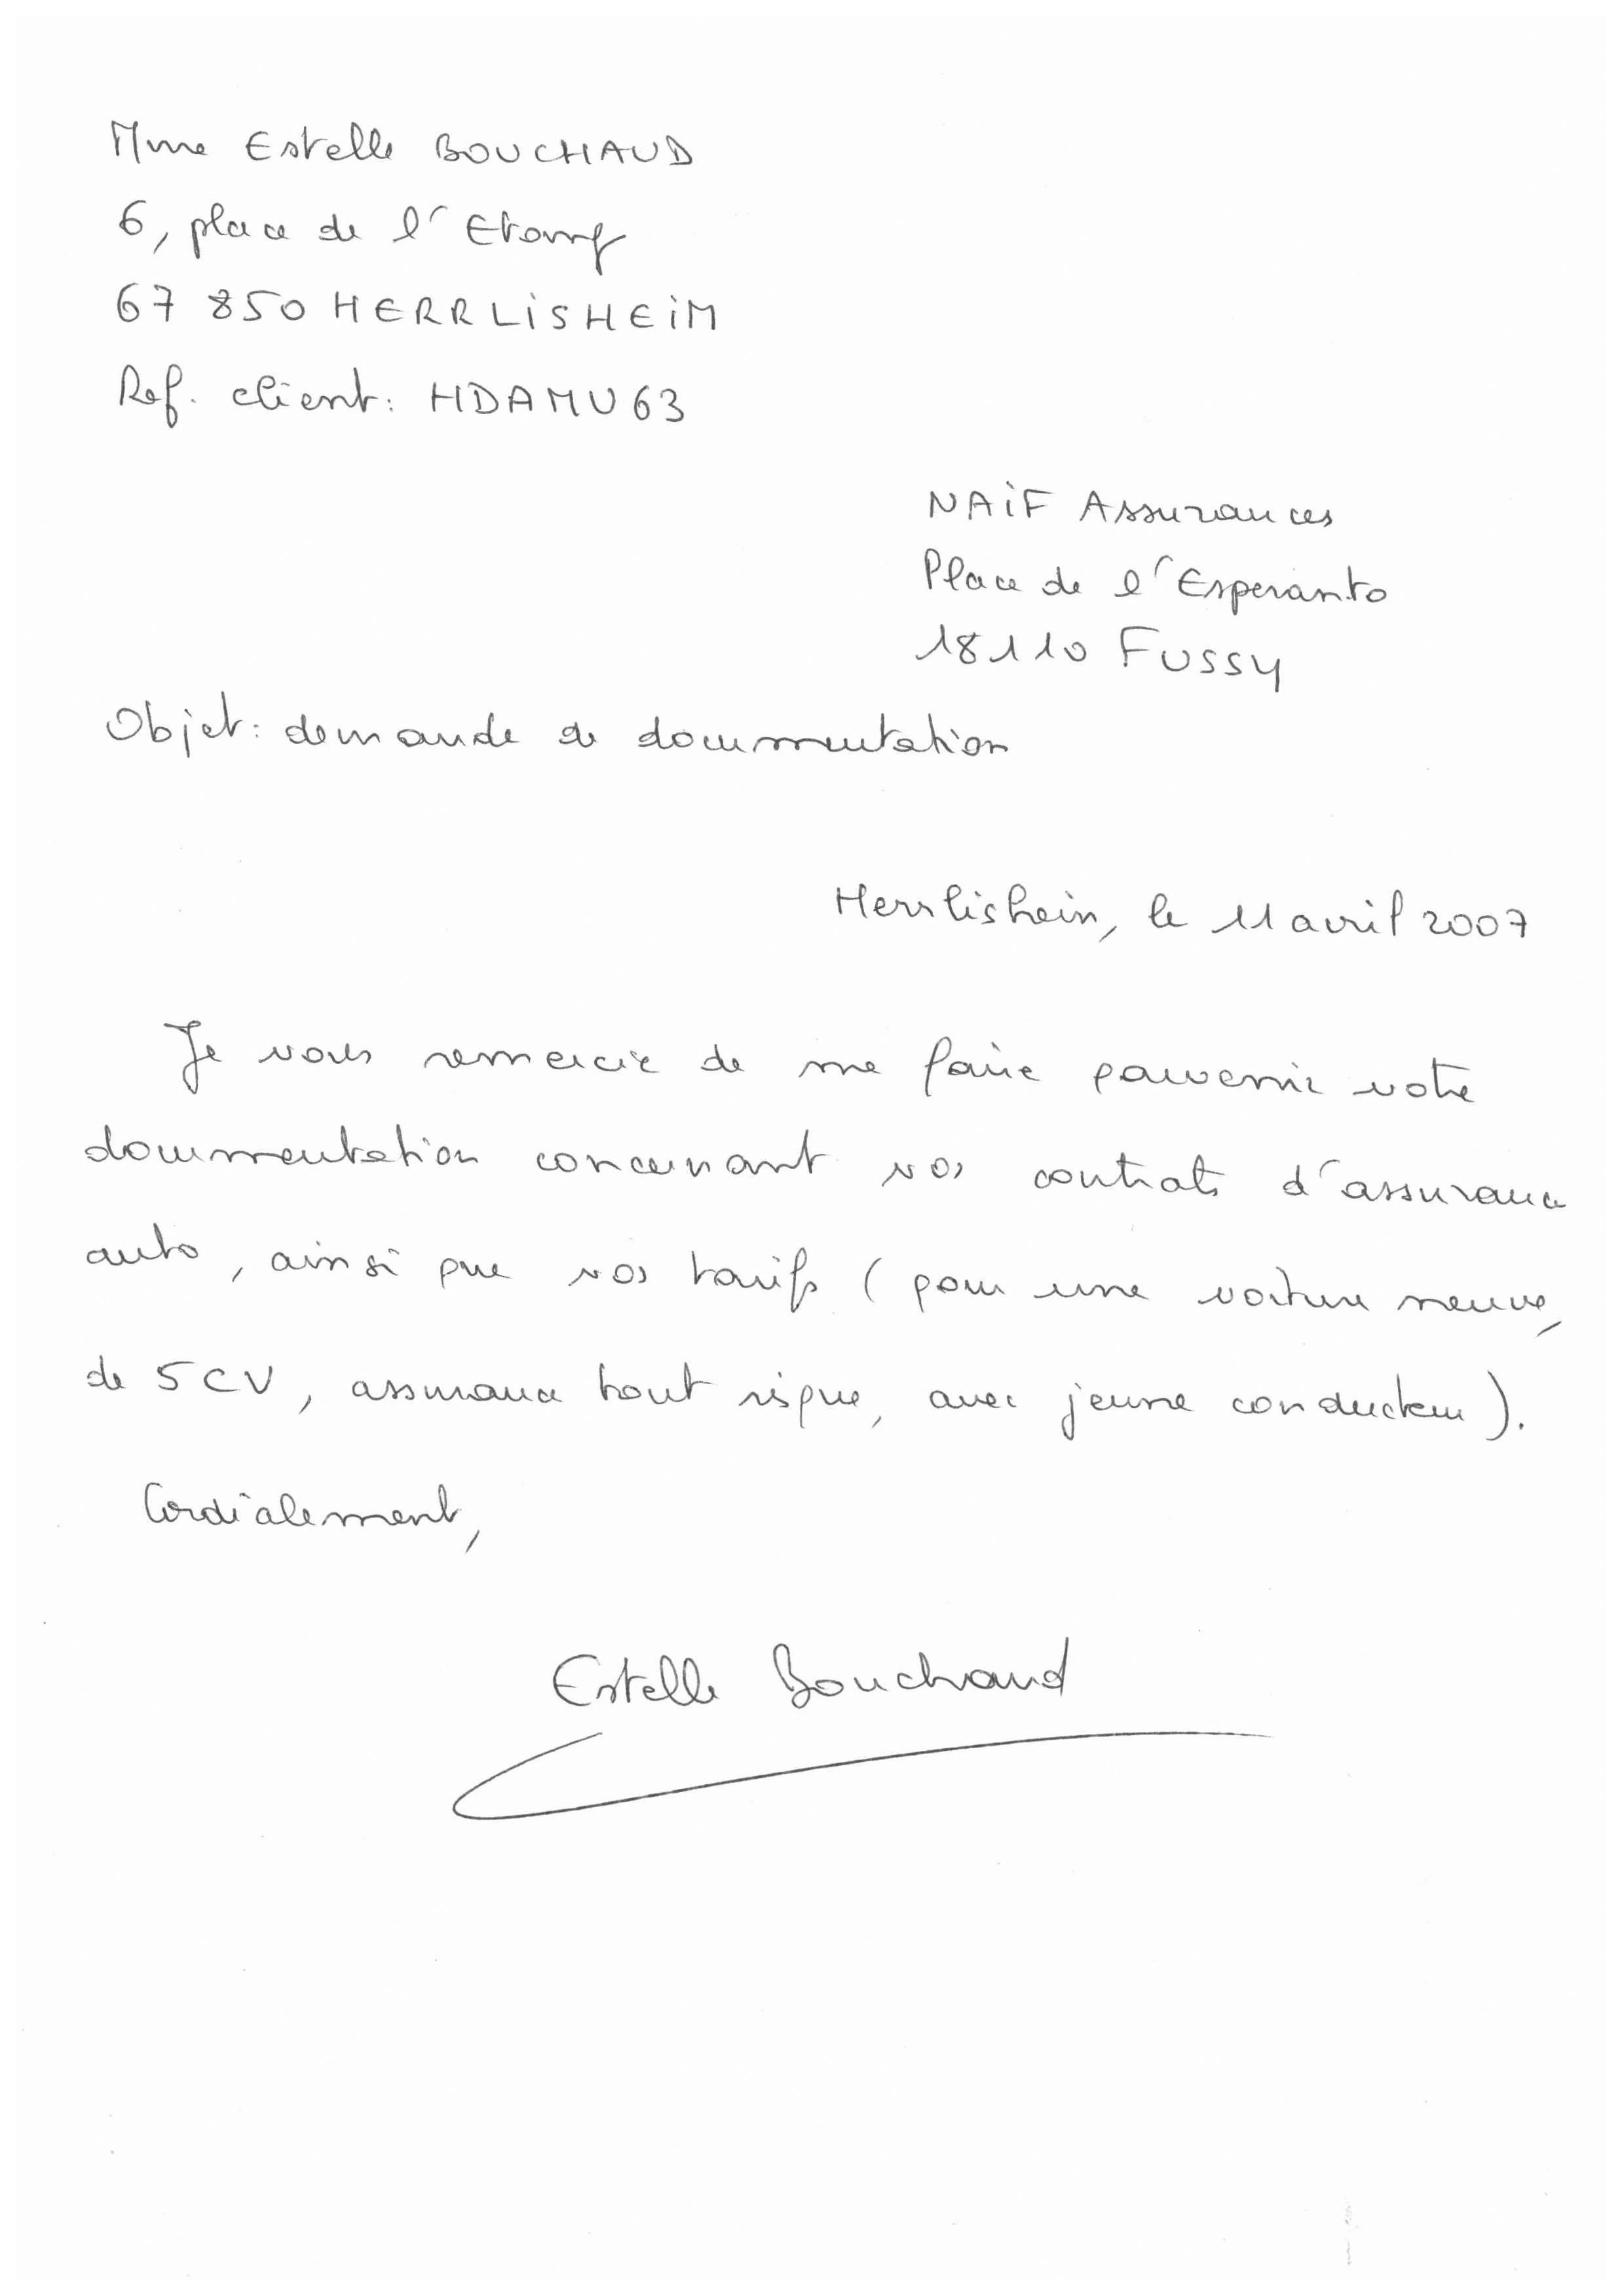 Mme Estelle BOUCHAUD
6, place de l'Etang
67 850 HERRLISHEIM
Ref. client: HDAMU63
NAIF Assurances
Place de l'Esperanto
18110 FUSSY
Objet: demande de documentation
Herrlishein, le 11 avril 2007
Je vous remercie de me faire parvenir votre
documentation concernant vos contrats d'assurance
auto, ainsi que vos tarifs (pour une voiture neuve,
de 5CV, assurance tout risque, avec jeune conducteur).
Cordialement,
Estelle Bouchaud